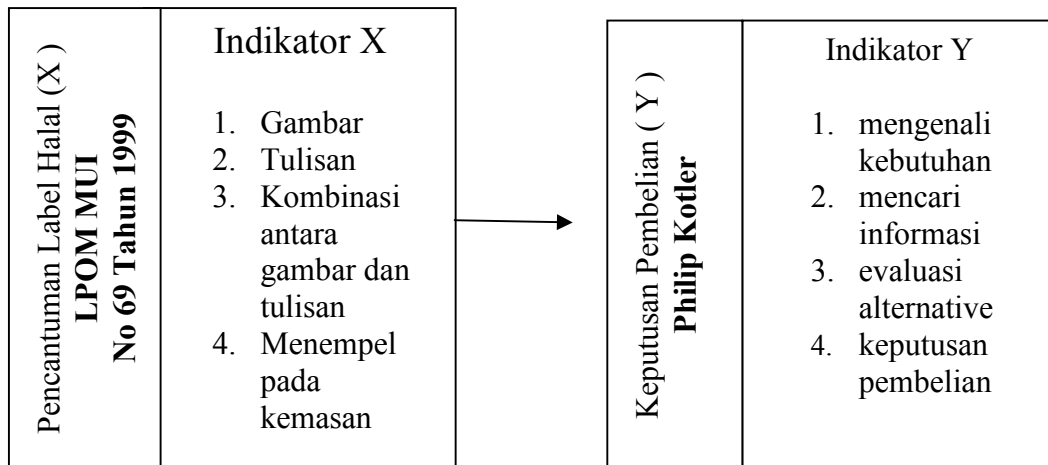 Pencantuman Label Halal (X )
LPOM MUI
No 69 Tahun 1999
Indikator X
1. Gambar
2. Tulisan
3. Kombinasi
antara
gambar dan
tulisan
4. Menempel
pada
kemasan
Keputusan Pembelian ( Y )
Philip Kotler
Indikator Y
1. mengenali
kebutuhan
2. mencari
informasi
3. evaluasi
alternative
4. keputusan
pembelian